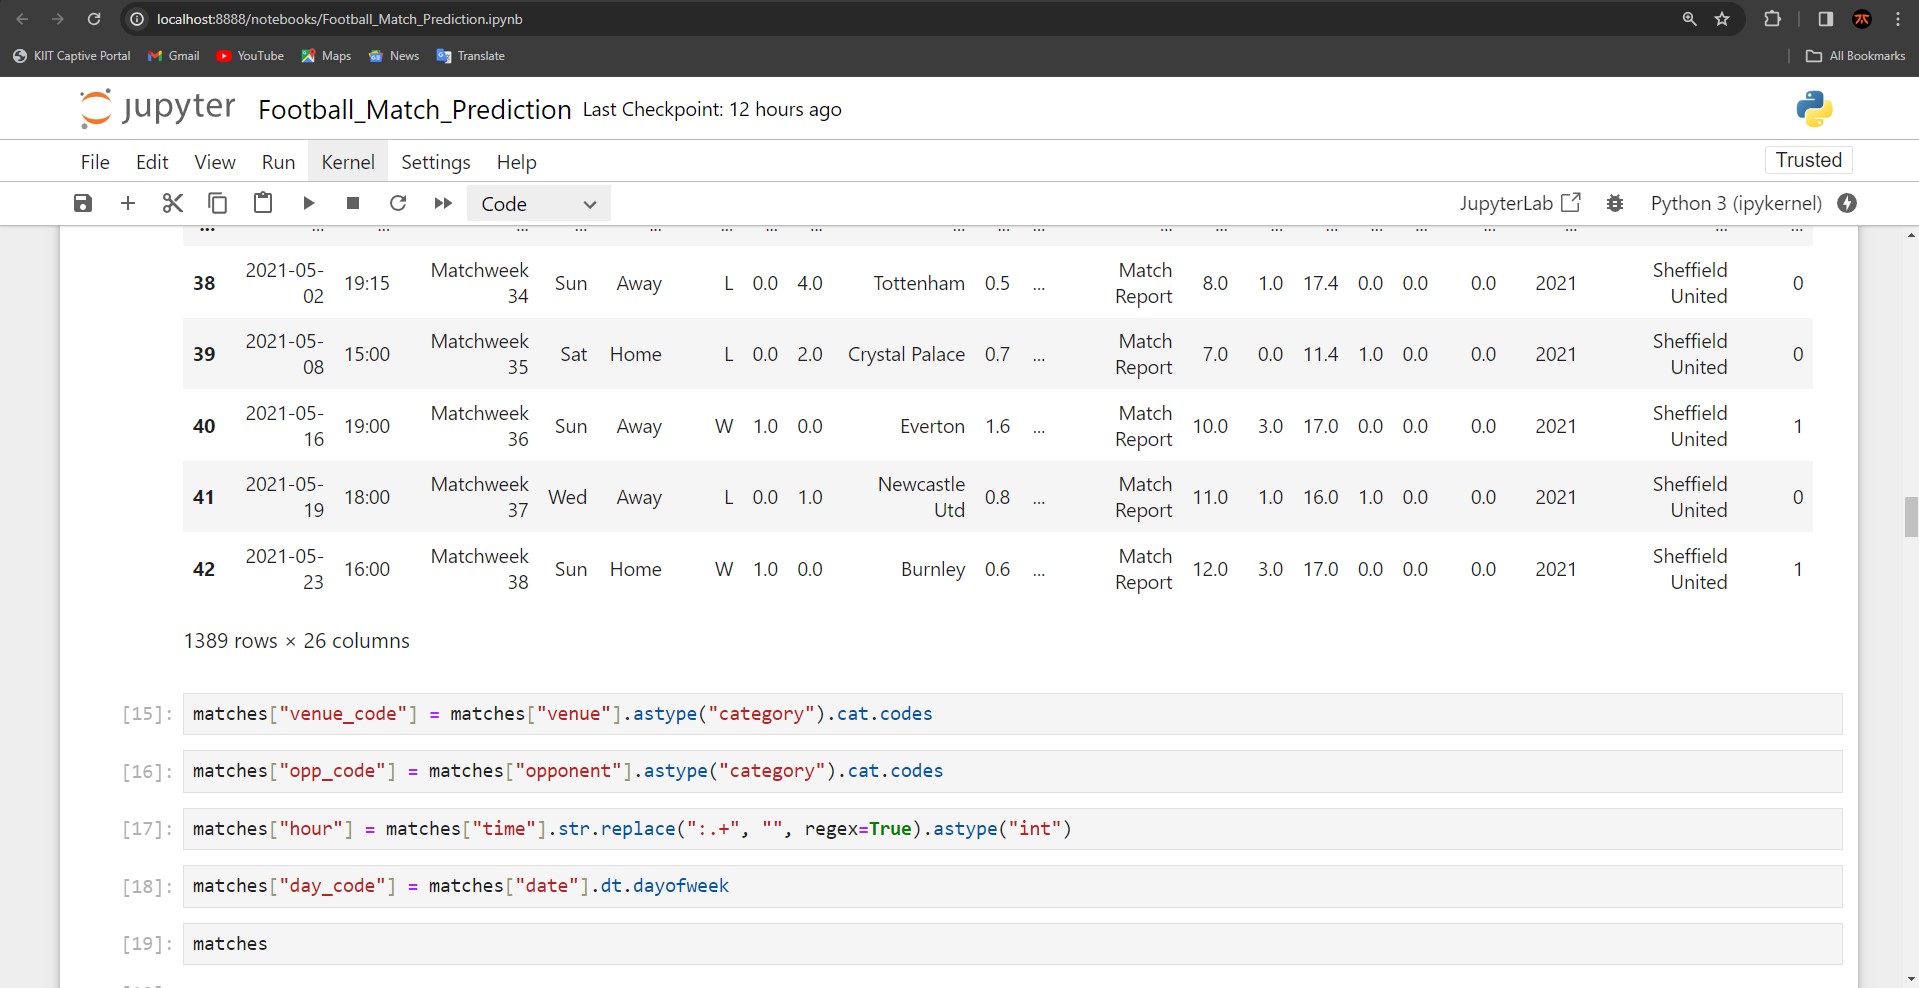 localhost:8888/notebooks/Football_Match_Prediction.ipynb
KIIT Captive Portal Gmail YouTube Maps News Translate All Bookmarks
jupyter Football_Match_Prediction Last Checkpoint: 12 hours ago
File Edit View Run Kernel Settings Help Trusted
Code JupyterLab Python 3 (ipykernel)
... ... ... ... ... ... ... ... ... ... ... ... ... ... ... ... ... ... ... ... ... ...
38 2021-05-02 19:15 Matchweek 34 Sun Away L 0.0 4.0 Tottenham 0.5 ... Match Report 8.0 1.0 17.4 0.0 0.0 0.0 2021 Sheffield United 0
39 2021-05-08 15:00 Matchweek 35 Sat Home L 0.0 2.0 Crystal Palace 0.7 ... Match Report 7.0 0.0 11.4 1.0 0.0 0.0 2021 Sheffield United 0
40 2021-05-16 19:00 Matchweek 36 Sun Away W 1.0 0.0 Everton 1.6 ... Match Report 10.0 3.0 17.0 0.0 0.0 0.0 2021 Sheffield United 1
41 2021-05-19 18:00 Matchweek 37 Wed Away L 0.0 1.0 Newcastle Utd 0.8 ... Match Report 11.0 1.0 16.0 1.0 0.0 0.0 2021 Sheffield United 0
42 2021-05-23 16:00 Matchweek 38 Sun Home W 1.0 0.0 Burnley 0.6 ... Match Report 12.0 3.0 17.0 0.0 0.0 0.0 2021 Sheffield United 1
1389 rows × 26 columns
[15]: matches["venue_code"] = matches["venue"].astype("category").cat.codes
[16]: matches["opp_code"] = matches["opponent"].astype("category").cat.codes
[17]: matches["hour"] = matches["time"].str.replace(":.+", "", regex=True).astype("int")
[18]: matches["day_code"] = matches["date"].dt.dayofweek
[19]: matches